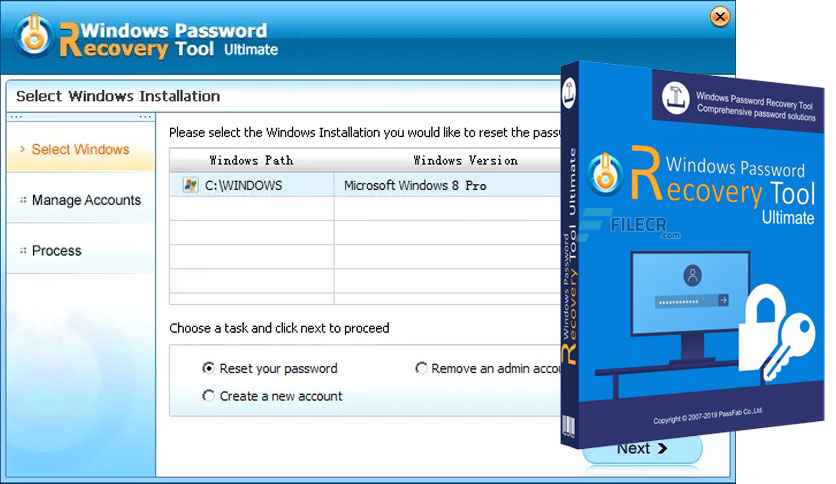 Windows Password
Recovery Tool Ultimate
Select Windows Installation
Select Windows
Manage Accounts
Process
Please select the Windows Installation you would like to reset the
Windows Path
Windows Version
C:\WINDOWS
Microsoft Windows 8 Pro
Choose a task and click next to proceed
Reset your password
Remove an admin
Create a new account
Next
Windows Password Recovery Tool
Comprehensive password solutions
Windows Password
Recovery Tool
Ultimate
FILECR
.com
Windows Password
Recovery Tool Ultimate
Copyright © 2007-2019 PassFab Co.,Ltd.